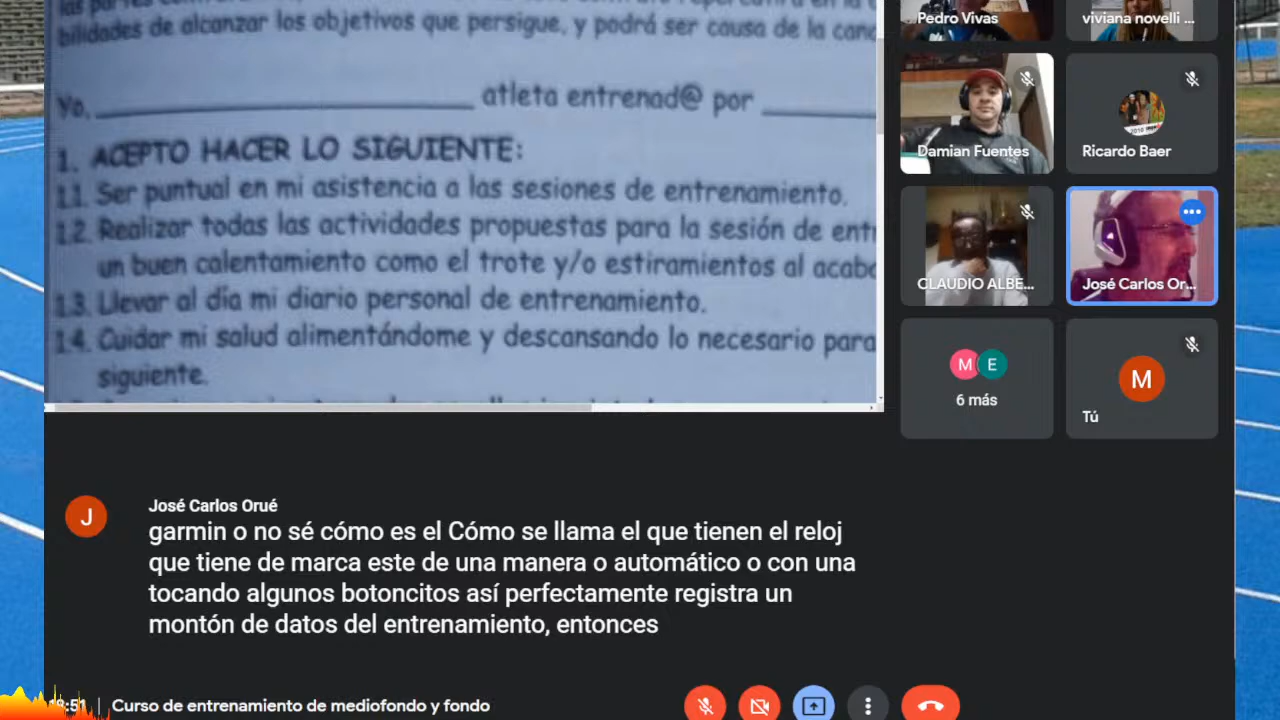 bilidades de alcanzar los objetivos que persigue, y podrá ser causa de la canc
Yo, atleta entrenad@ por
1. ACEPTO HACER LO SIGUIENTE:
1.1. Ser puntual en mi asistencia a las sesiones de entrenamiento.
1.2. Realizar todas las actividades propuestas para la sesión de entr
un buen calentamiento como el trote y/o estiramientos al acaba
1.3. Llevar al día mi diario personal de entrenamiento.
1.4. Cuidar mi salud alimentándome y descansando lo necesario para
siguiente.
Pedro Vivas
viviana novelli ...
Damian Fuentes
Ricardo Baer
CLAUDIO ALBE...
José Carlos Or...
M E
6 más
M
Tú
J
José Carlos Orué
garmin o no sé cómo es el Cómo se llama el que tienen el reloj
que tiene de marca este de una manera o automático o con una
tocando algunos botoncitos así perfectamente registra un
montón de datos del entrenamiento, entonces
| Curso de entrenamiento de mediofondo y fondo